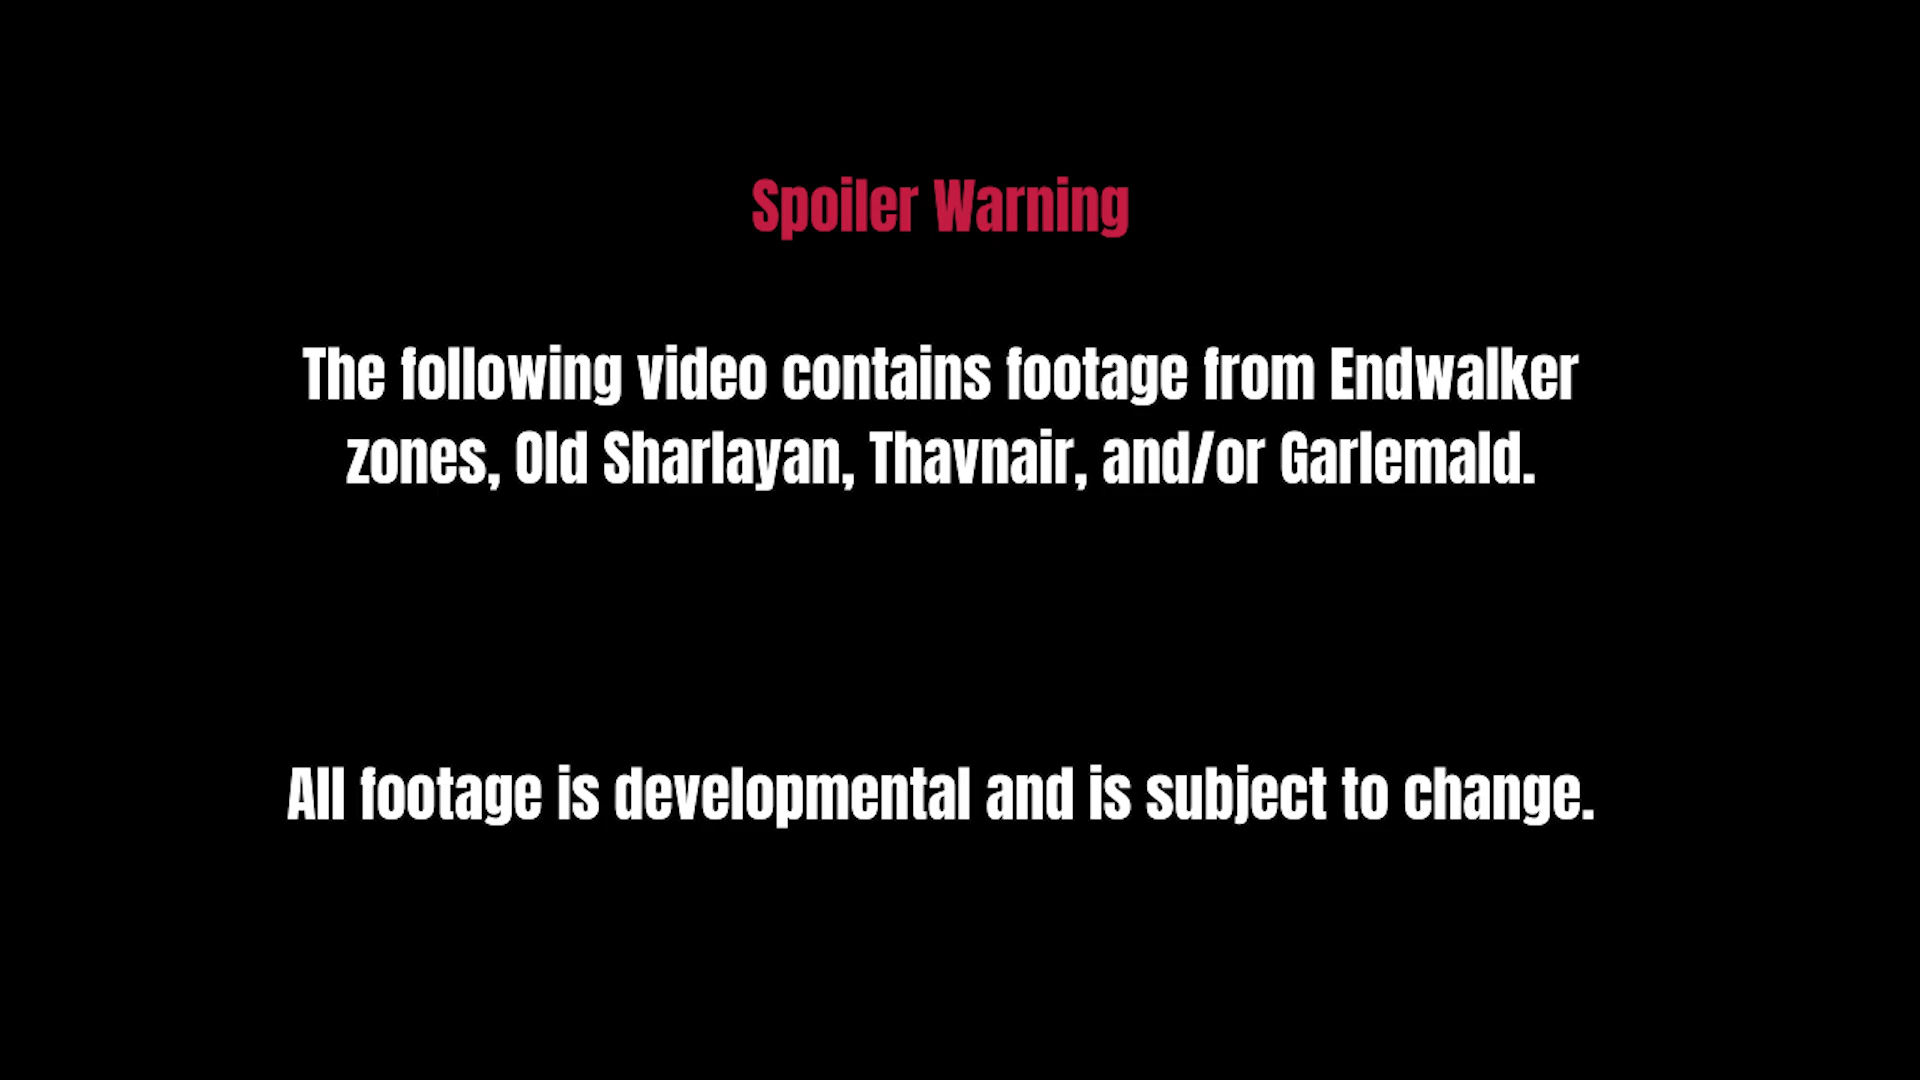 Spoiler Warning
The following video contains footage from Endwalker
zones, Old Sharlayan, Thavnair, and/or Garlemald.
All footage is developmental and is subject to change.